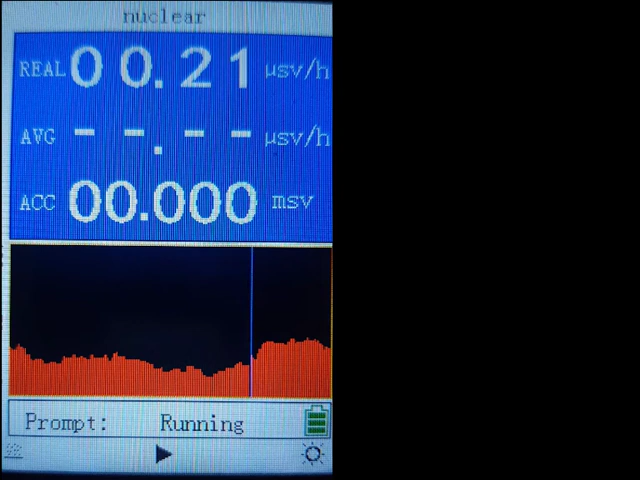 nuclear
REAL 00.21 µsv/h
AVG --.-- µsv/h
ACC 00.000 msv
Prompt: Running